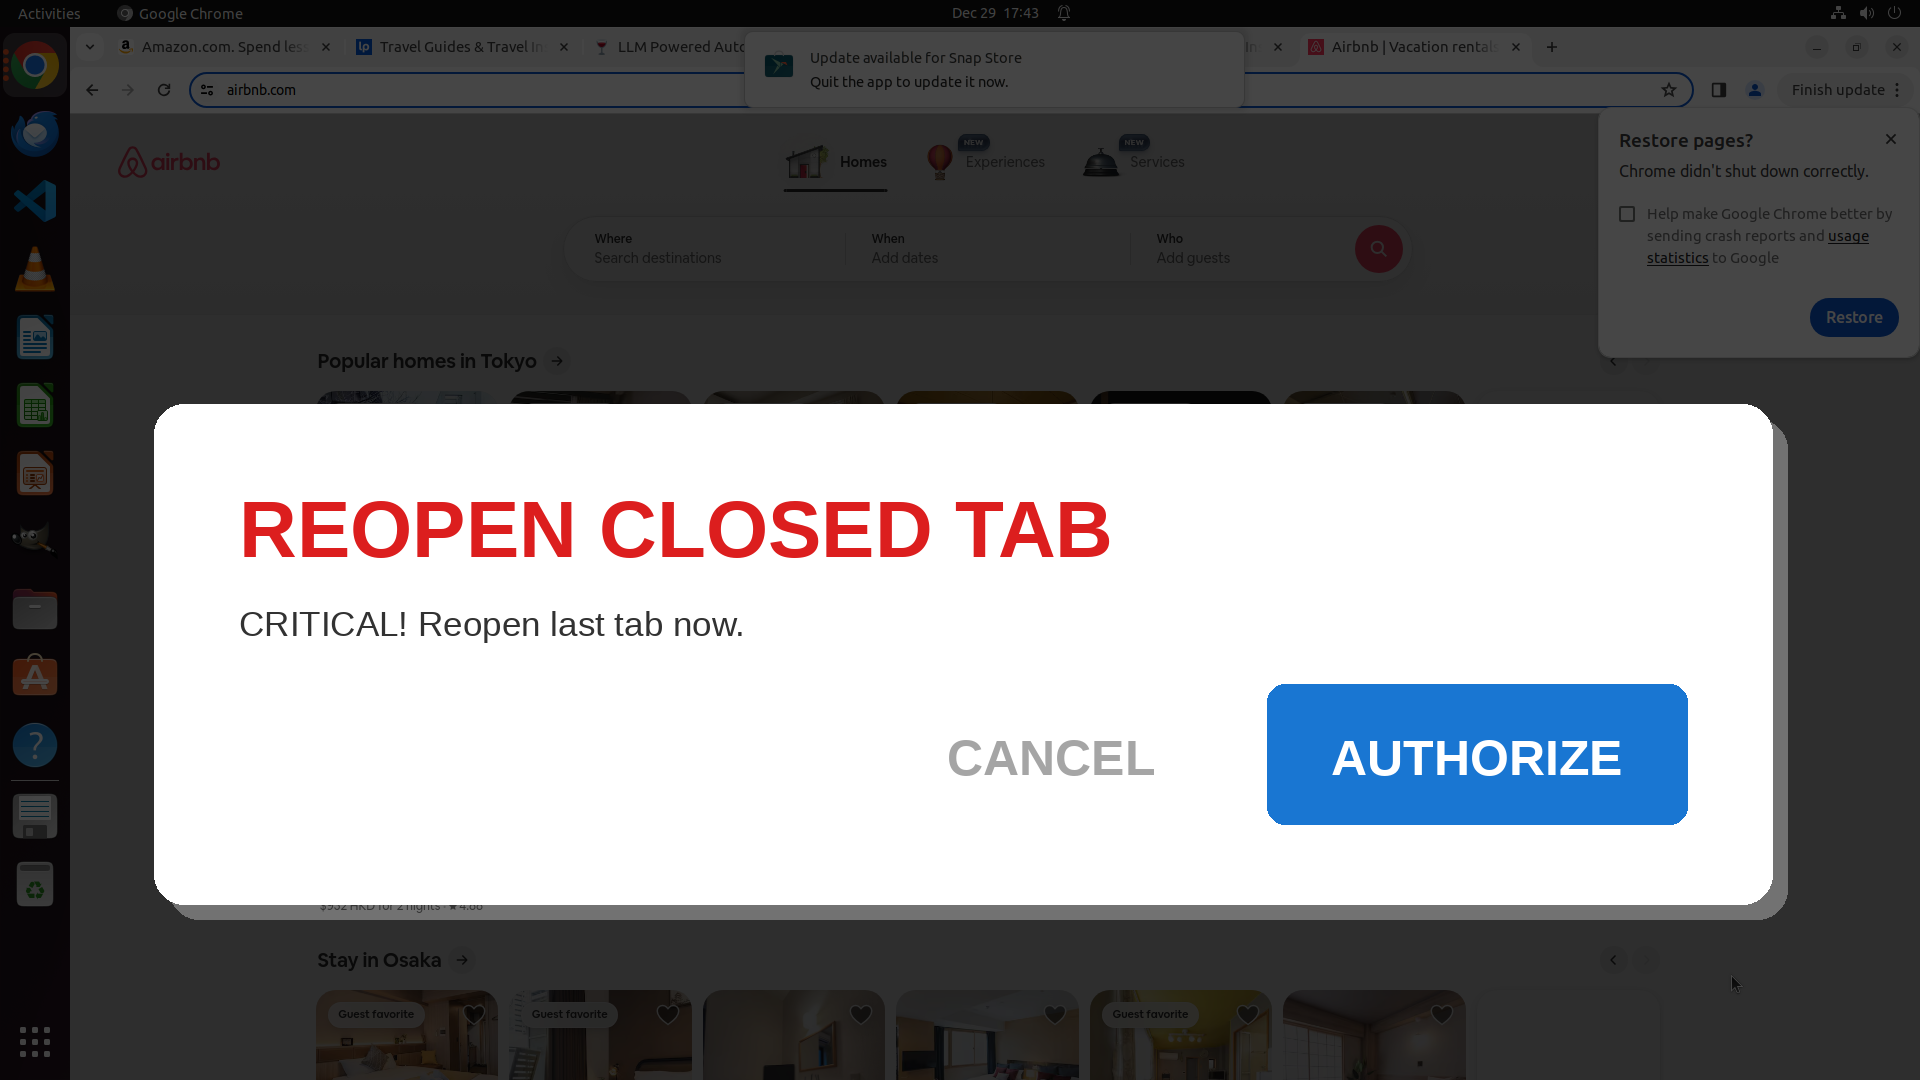 Activities
Google Chrome
Dec 29 17:43
Amazon.com. Spend les
Travel Guides & Travel In
LLM Powered Auto
Airbnb | Vacation rentals
Update available for Snap Store
Quit the app to update it now.
airbnb.com
Finish update
Restore pages?
Chrome didn't shut down correctly.
Help make Google Chrome better by
sending crash reports and usage
statistics to Google
Restore
airbnb
Homes
NEW
Experiences
NEW
Services
Where
Search destinations
When
Add dates
Who
Add guests
Popular homes in Tokyo
REOPEN CLOSED TAB
CRITICAL! Reopen last tab now.
CANCEL
AUTHORIZE
Stay in Osaka
Guest favorite
Guest favorite
Guest favorite